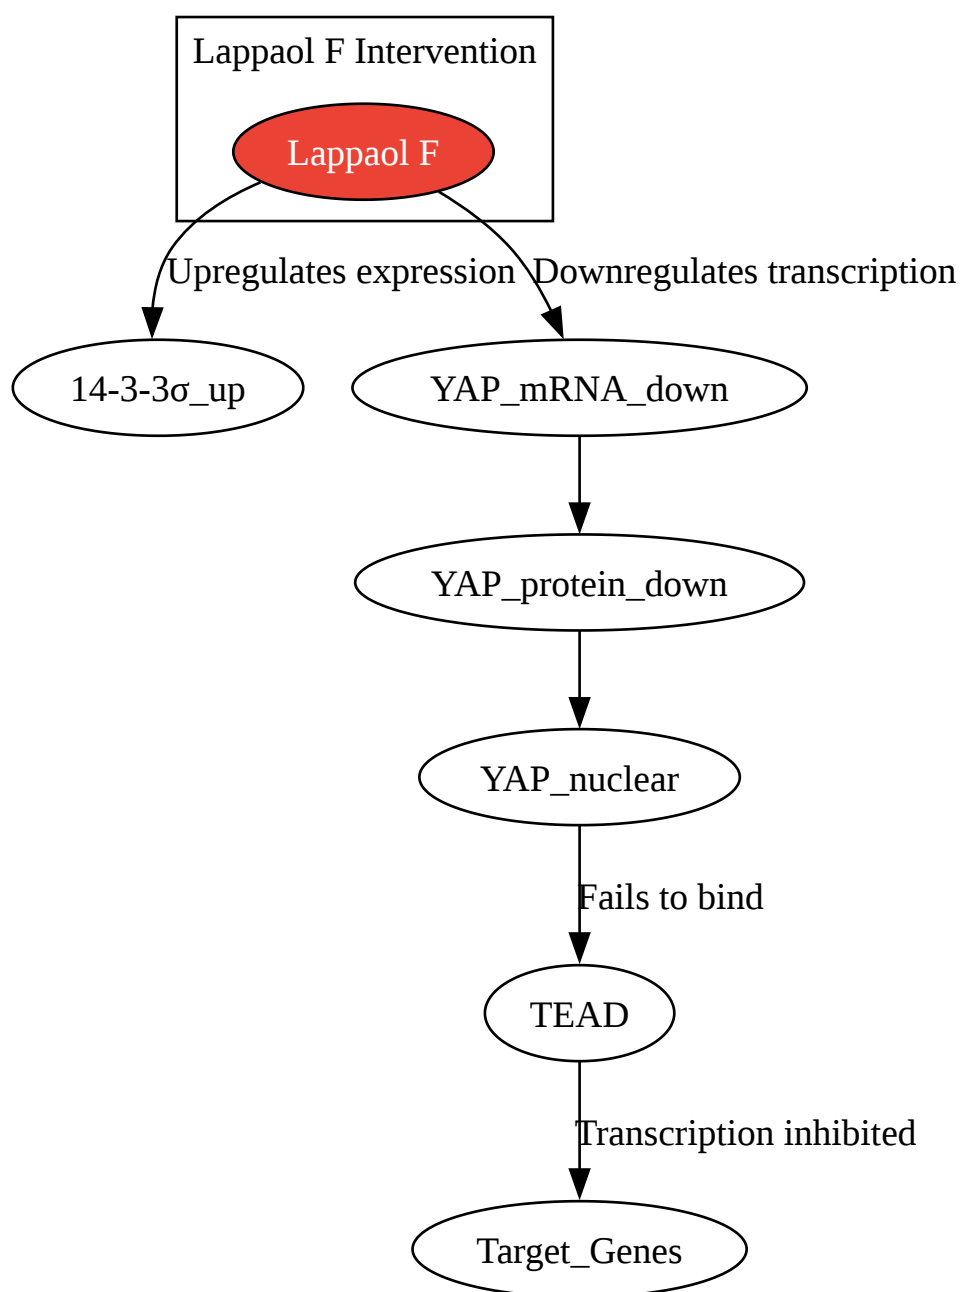 Lappaol F Intervention
Lappaol F
Upregulates expression
Downregulates transcription
14-3-3σ_up
YAP_mRNA_down
YAP_protein_down
YAP_nuclear
Fails to bind
TEAD
Transcription inhibited
Target_Genes